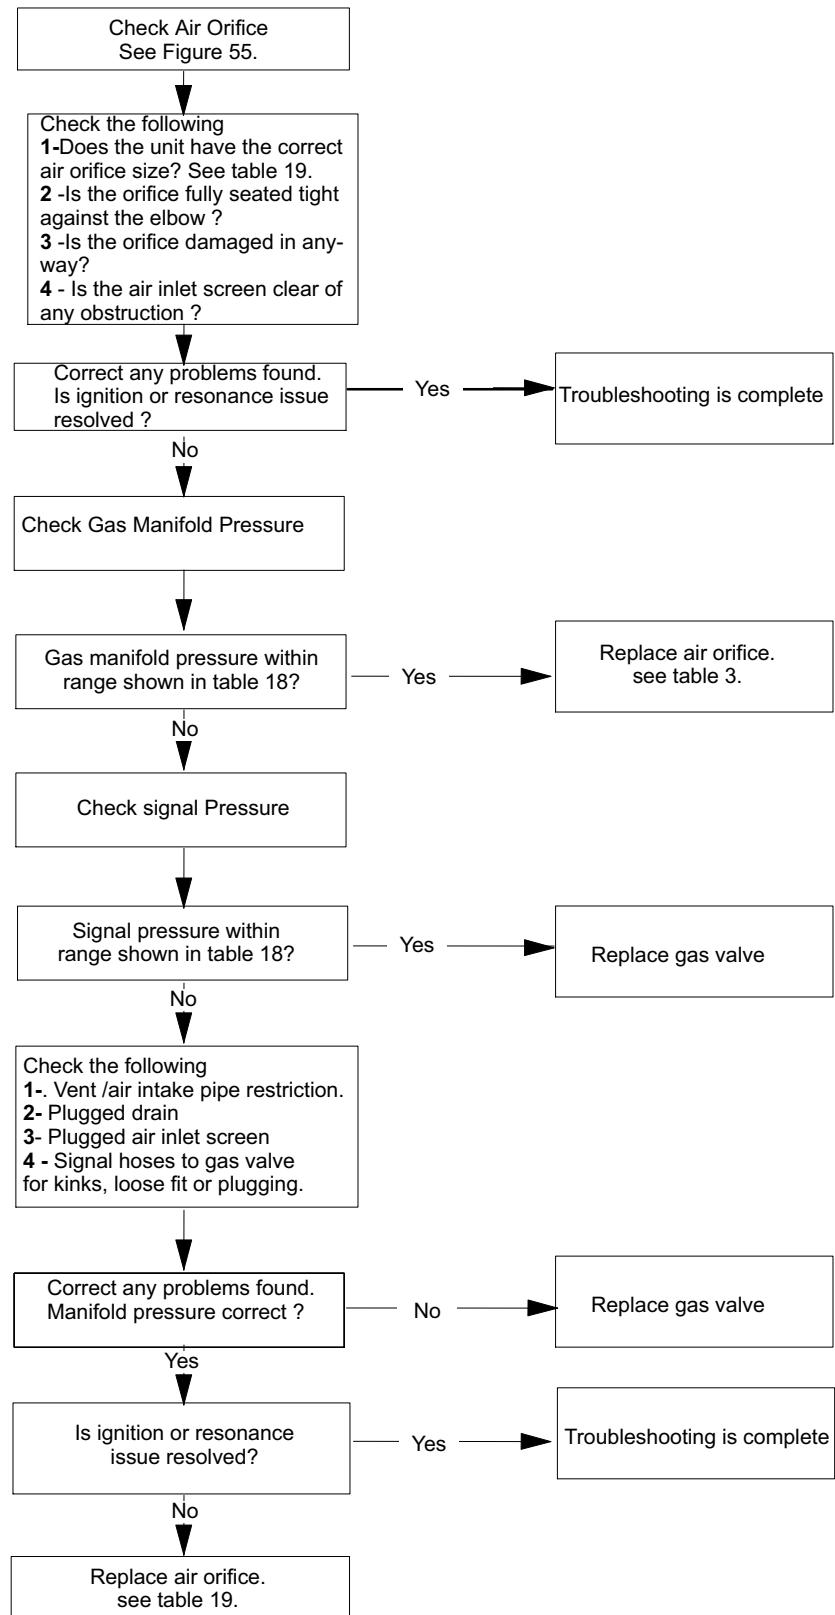 Check Air Orifice
See Figure 55.
Check the following
1-Does the unit have the correct
air orifice size? See table 19.
2 -Is the orifice fully seated tight
against the elbow ?
3 -Is the orifice damaged in any-
way?
4 - Is the air inlet screen clear of
any obstruction ?
Correct any problems found.
Is ignition or resonance issue
resolved ?
Yes
Troubleshooting is complete
No
Check Gas Manifold Pressure
Gas manifold pressure within
range shown in table 18?
Yes
Replace air orifice.
see table 3.
No
Check signal Pressure
Signal pressure within
range shown in table 18?
Yes
Replace gas valve
No
Check the following
1-. Vent /air intake pipe restriction.
2- Plugged drain
3- Plugged air inlet screen
4 - Signal hoses to gas valve
for kinks, loose fit or plugging.
Correct any problems found.
Manifold pressure correct ?
No
Replace gas valve
Yes
Is ignition or resonance
issue resolved?
Yes
Troubleshooting is complete
No
Replace air orifice.
see table 19.